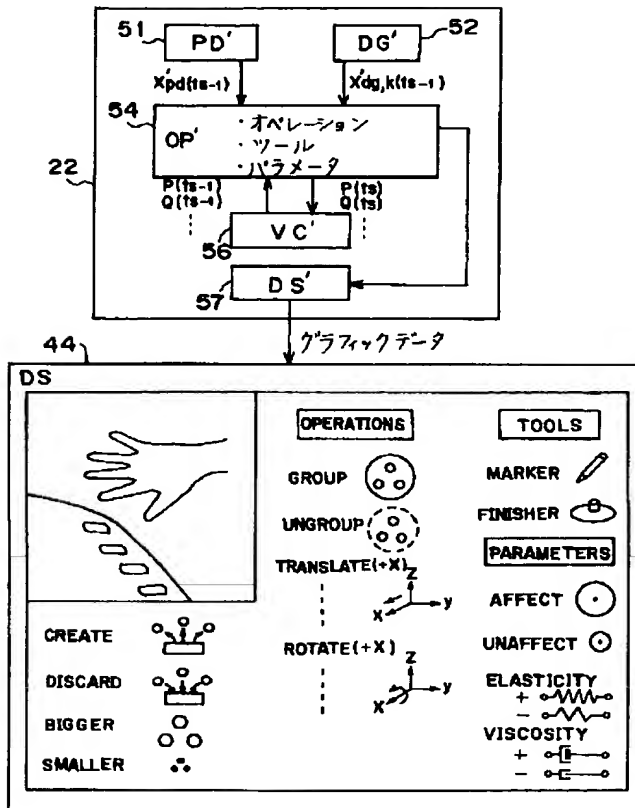 51
PD'
DG'
52
X'pd(ts-1)
X'dg,k(ts-1)
54
OP'
・オペレーション
・ツール
・パラメータ
22
P(ts-1)
Q(ts-1)
P(ts)
Q(ts)
VC'
56
DS'
57
グラフィックデータ
44
DS
OPERATIONS
GROUP
UNGROUP
TRANSLATE(+X)
Z
X
y
ROTATE(+X)
Z
X
y
TOOLS
MARKER
FINISHER
PARAMETERS
AFFECT
UNAFFECT
ELASTICITY
+
−
VISCOSITY
+
−
CREATE
DISCARD
BIGGER
SMALLER